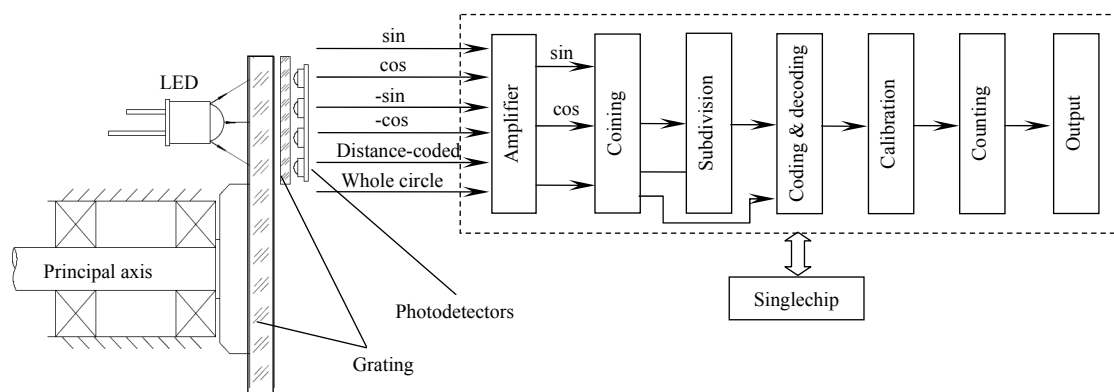 LED
sin
cos
-sin
-cos
Distance-coded
Whole circle
Amplifier
sin
cos
Coining
Subdivision
Coding & decoding
Calibration
Counting
Output
Singlechip
Principal axis
Photodetectors
Grating